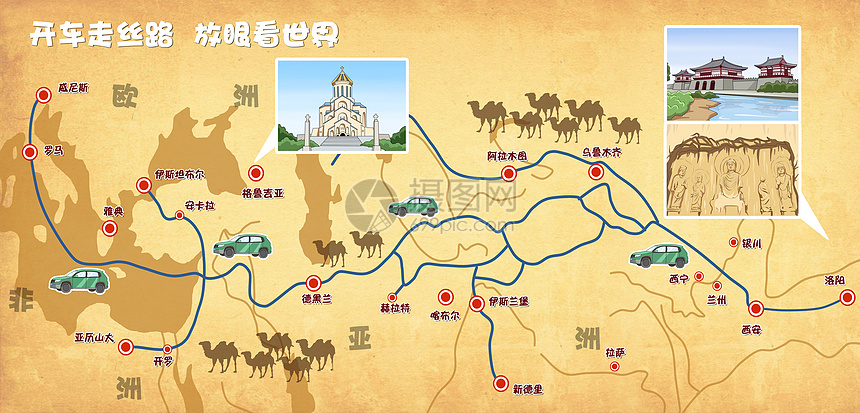 开车走丝路 放眼看世界
威尼斯
欧 洲
罗马
伊斯坦布尔
格鲁吉亚
安卡拉
雅典
阿拉木图
乌鲁木齐
摄图网
699pic.com
银川
西宁
兰州
洛阳
西安
非
德黑兰
赫拉特
喀布尔
伊斯兰堡
亚历山大
开罗
亚
洲
拉萨
洲
新德里